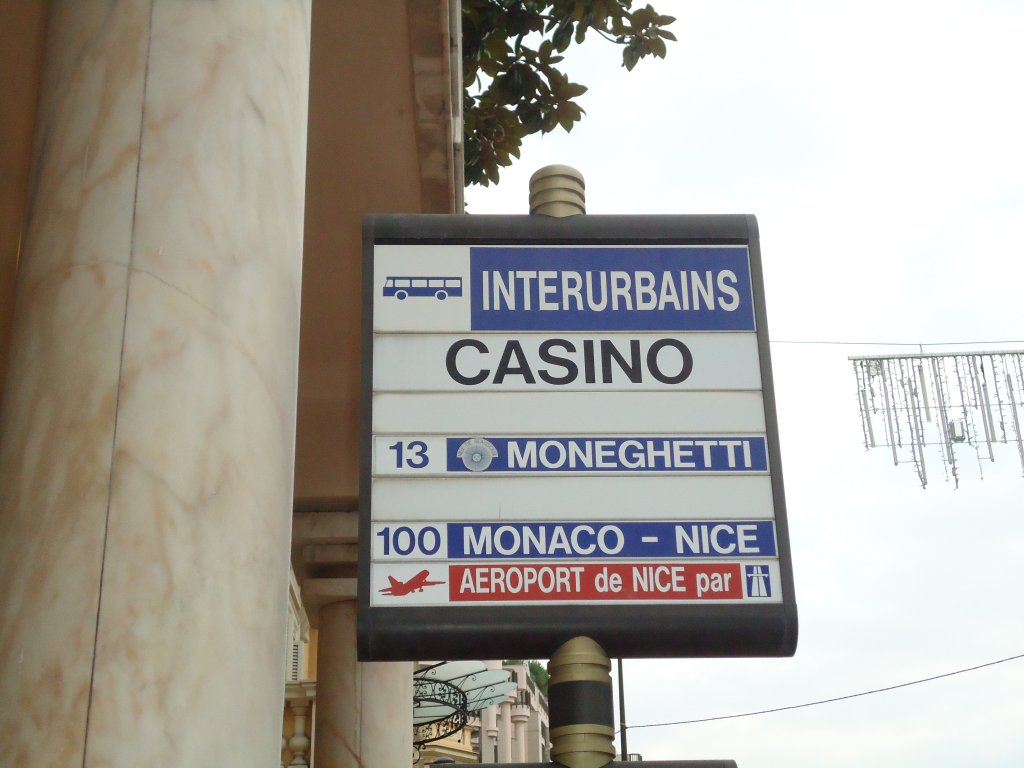 INTERURBAINS
CASINO
13 MONEGHETTI
100 MONACO - NICE
AEROPORT de NICE par